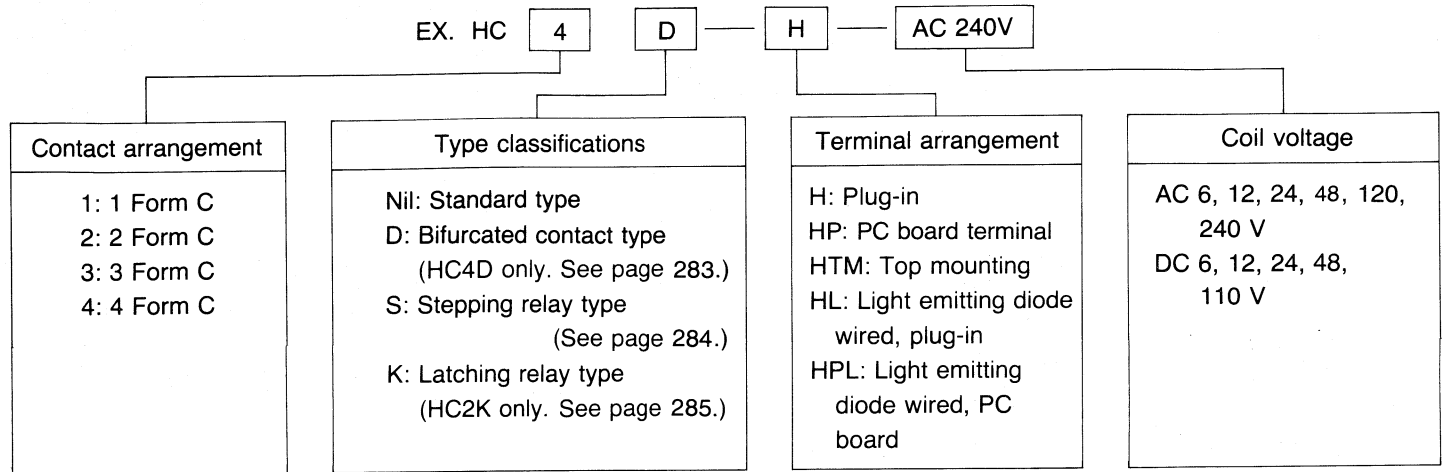 EX. HC 4 D — H — AC 240V
Contact arrangement
1: 1 Form C
2: 2 Form C
3: 3 Form C
4: 4 Form C
Type classifications
Nil: Standard type
D: Bifurcated contact type
(HC4D only. See page 283.)
S: Stepping relay type
(See page 284.)
K: Latching relay type
(HC2K only. See page 285.)
Terminal arrangement
H: Plug-in
HP: PC board terminal
HTM: Top mounting
HL: Light emitting diode
wired, plug-in
HPL: Light emitting
diode wired, PC
board
Coil voltage
AC 6, 12, 24, 48, 120,
240 V
DC 6, 12, 24, 48,
110 V